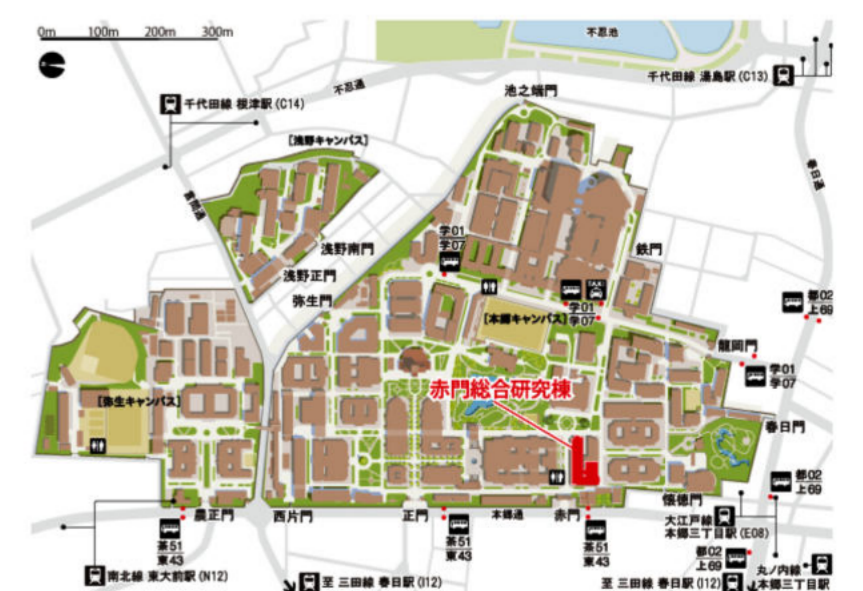 0m 100m 200m 300m
不忍池
千代田線 湯島駅(C13)
不忍通
池之端門
千代田線 根津駅(C14)
[浅野キャンパス]
春日通
言問通
学01
学07
浅野南門
鉄門
浅野正門
弥生門
TAXI
都02
上69
[本郷キャンパス]
学01
学07
龍岡門
学01
学07
赤門総合研究棟
[弥生キャンパス]
春日門
都02
上69
懐徳門
農正門
西片門
正門
本郷通
赤門
大江戸線
本郷三丁目駅(E08)
茶51
東43
茶51
東43
茶51
東43
都02
上69
南北線 東大前駅(N12)
至 三田線 春日駅(I12)
至 三田線 春日駅(I12)
丸ノ内線
本郷三丁目駅